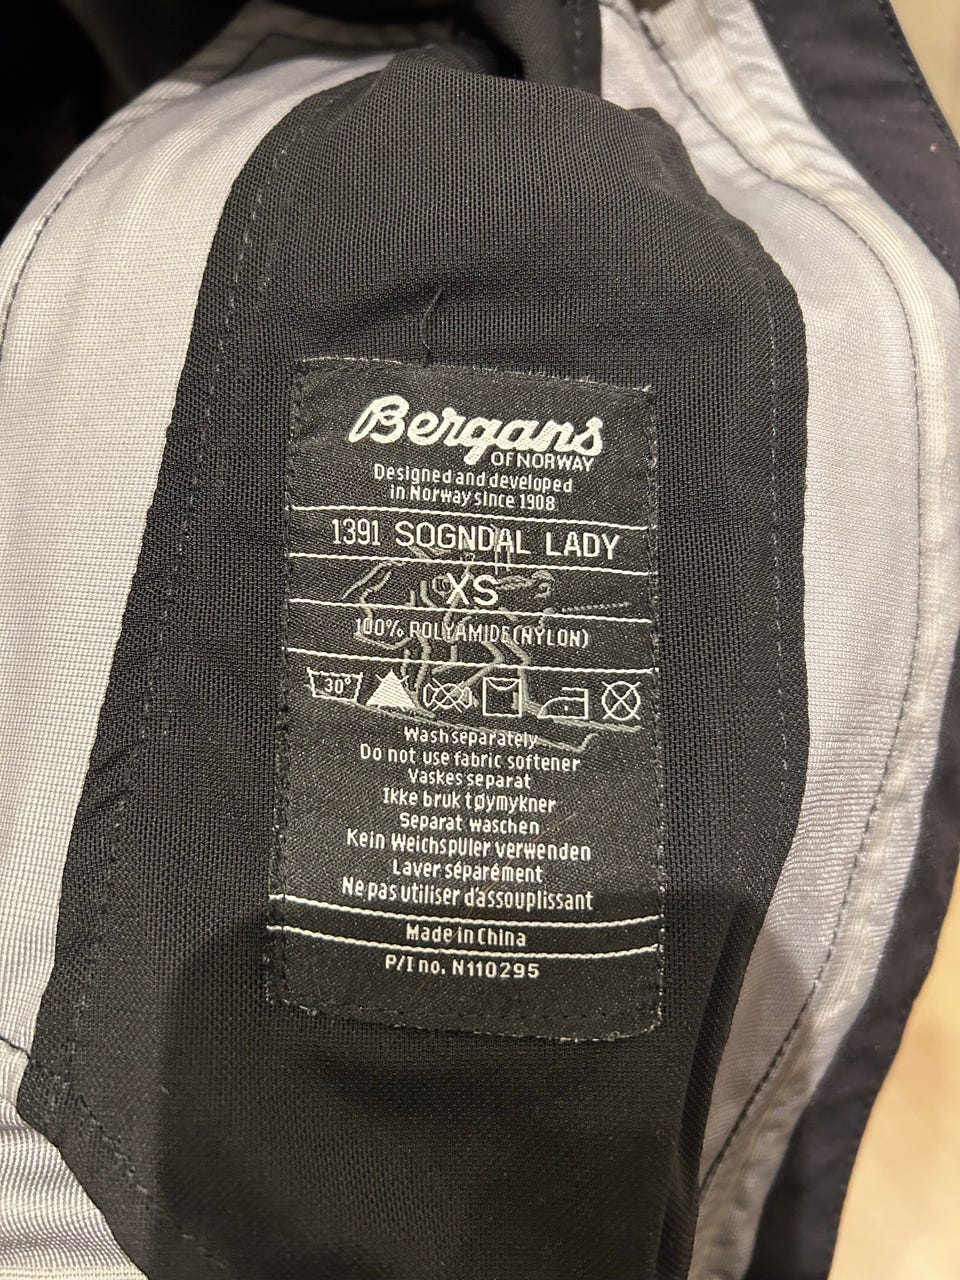 Bergans
OF NORWAY
Designed and developed
in Norway since 1908
1391 SOGNDAL LADY
XS
100% POLYAMIDE(NYLON)
30°
Wash separately
Do not use fabric softener
Vaskes separat
Ikke bruk tøymykner
Separat waschen
Kein Weichspüler verwenden
Laver séparément
Ne pas utiliser d'assouplissant
Made in China
P/I no. N110295